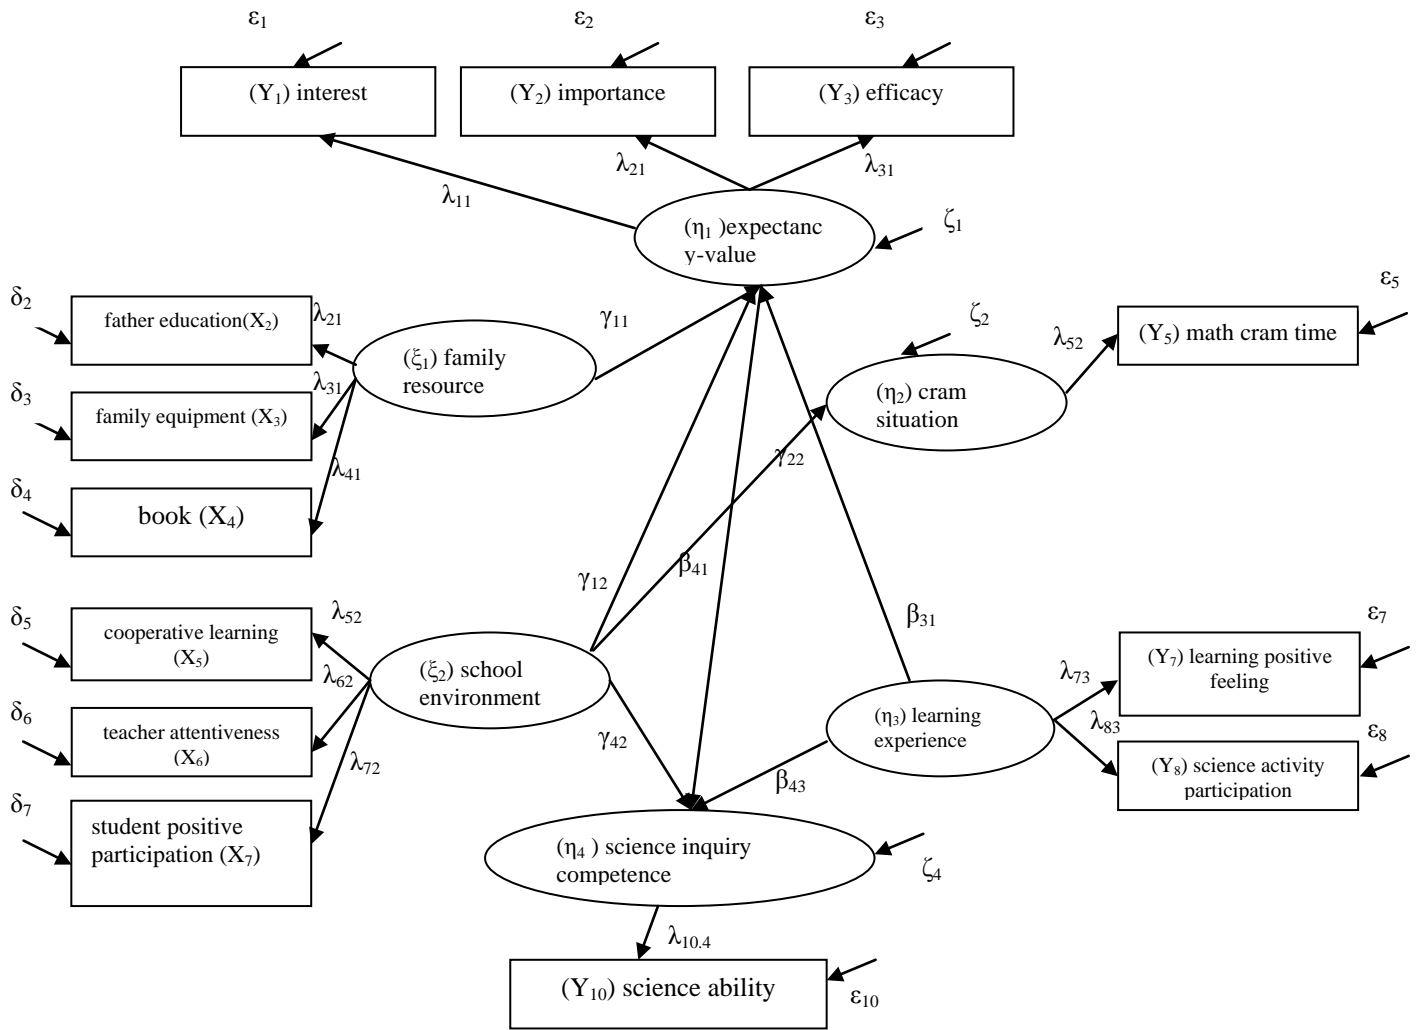 ε1
ε2
ε3
(Y1) interest
(Y2) importance
(Y3) efficacy
λ11
λ21
λ31
(η1 )expectanc
y-value
ζ1
δ2
father education(X2)
λ21
γ11
(ξ1) family
resource
ζ2
ε5
(Y5) math cram time
λ52
(η2) cram
situation
δ3
family equipment (X3)
λ31
λ41
γ22
δ4
book (X4)
γ12
β41
β31
δ5
cooperative learning
(X5)
λ52
λ62
(ξ2) school
environment
ε7
(Y7) learning positive
feeling
λ73
λ83
(η3) learning
experience
δ6
teacher attentiveness
(X6)
λ72
γ42
β43
ε8
(Y8) science activity
participation
δ7
student positive
participation (X7)
(η4 ) science inquiry
competence
ζ4
λ10.4
(Y10) science ability
ε10